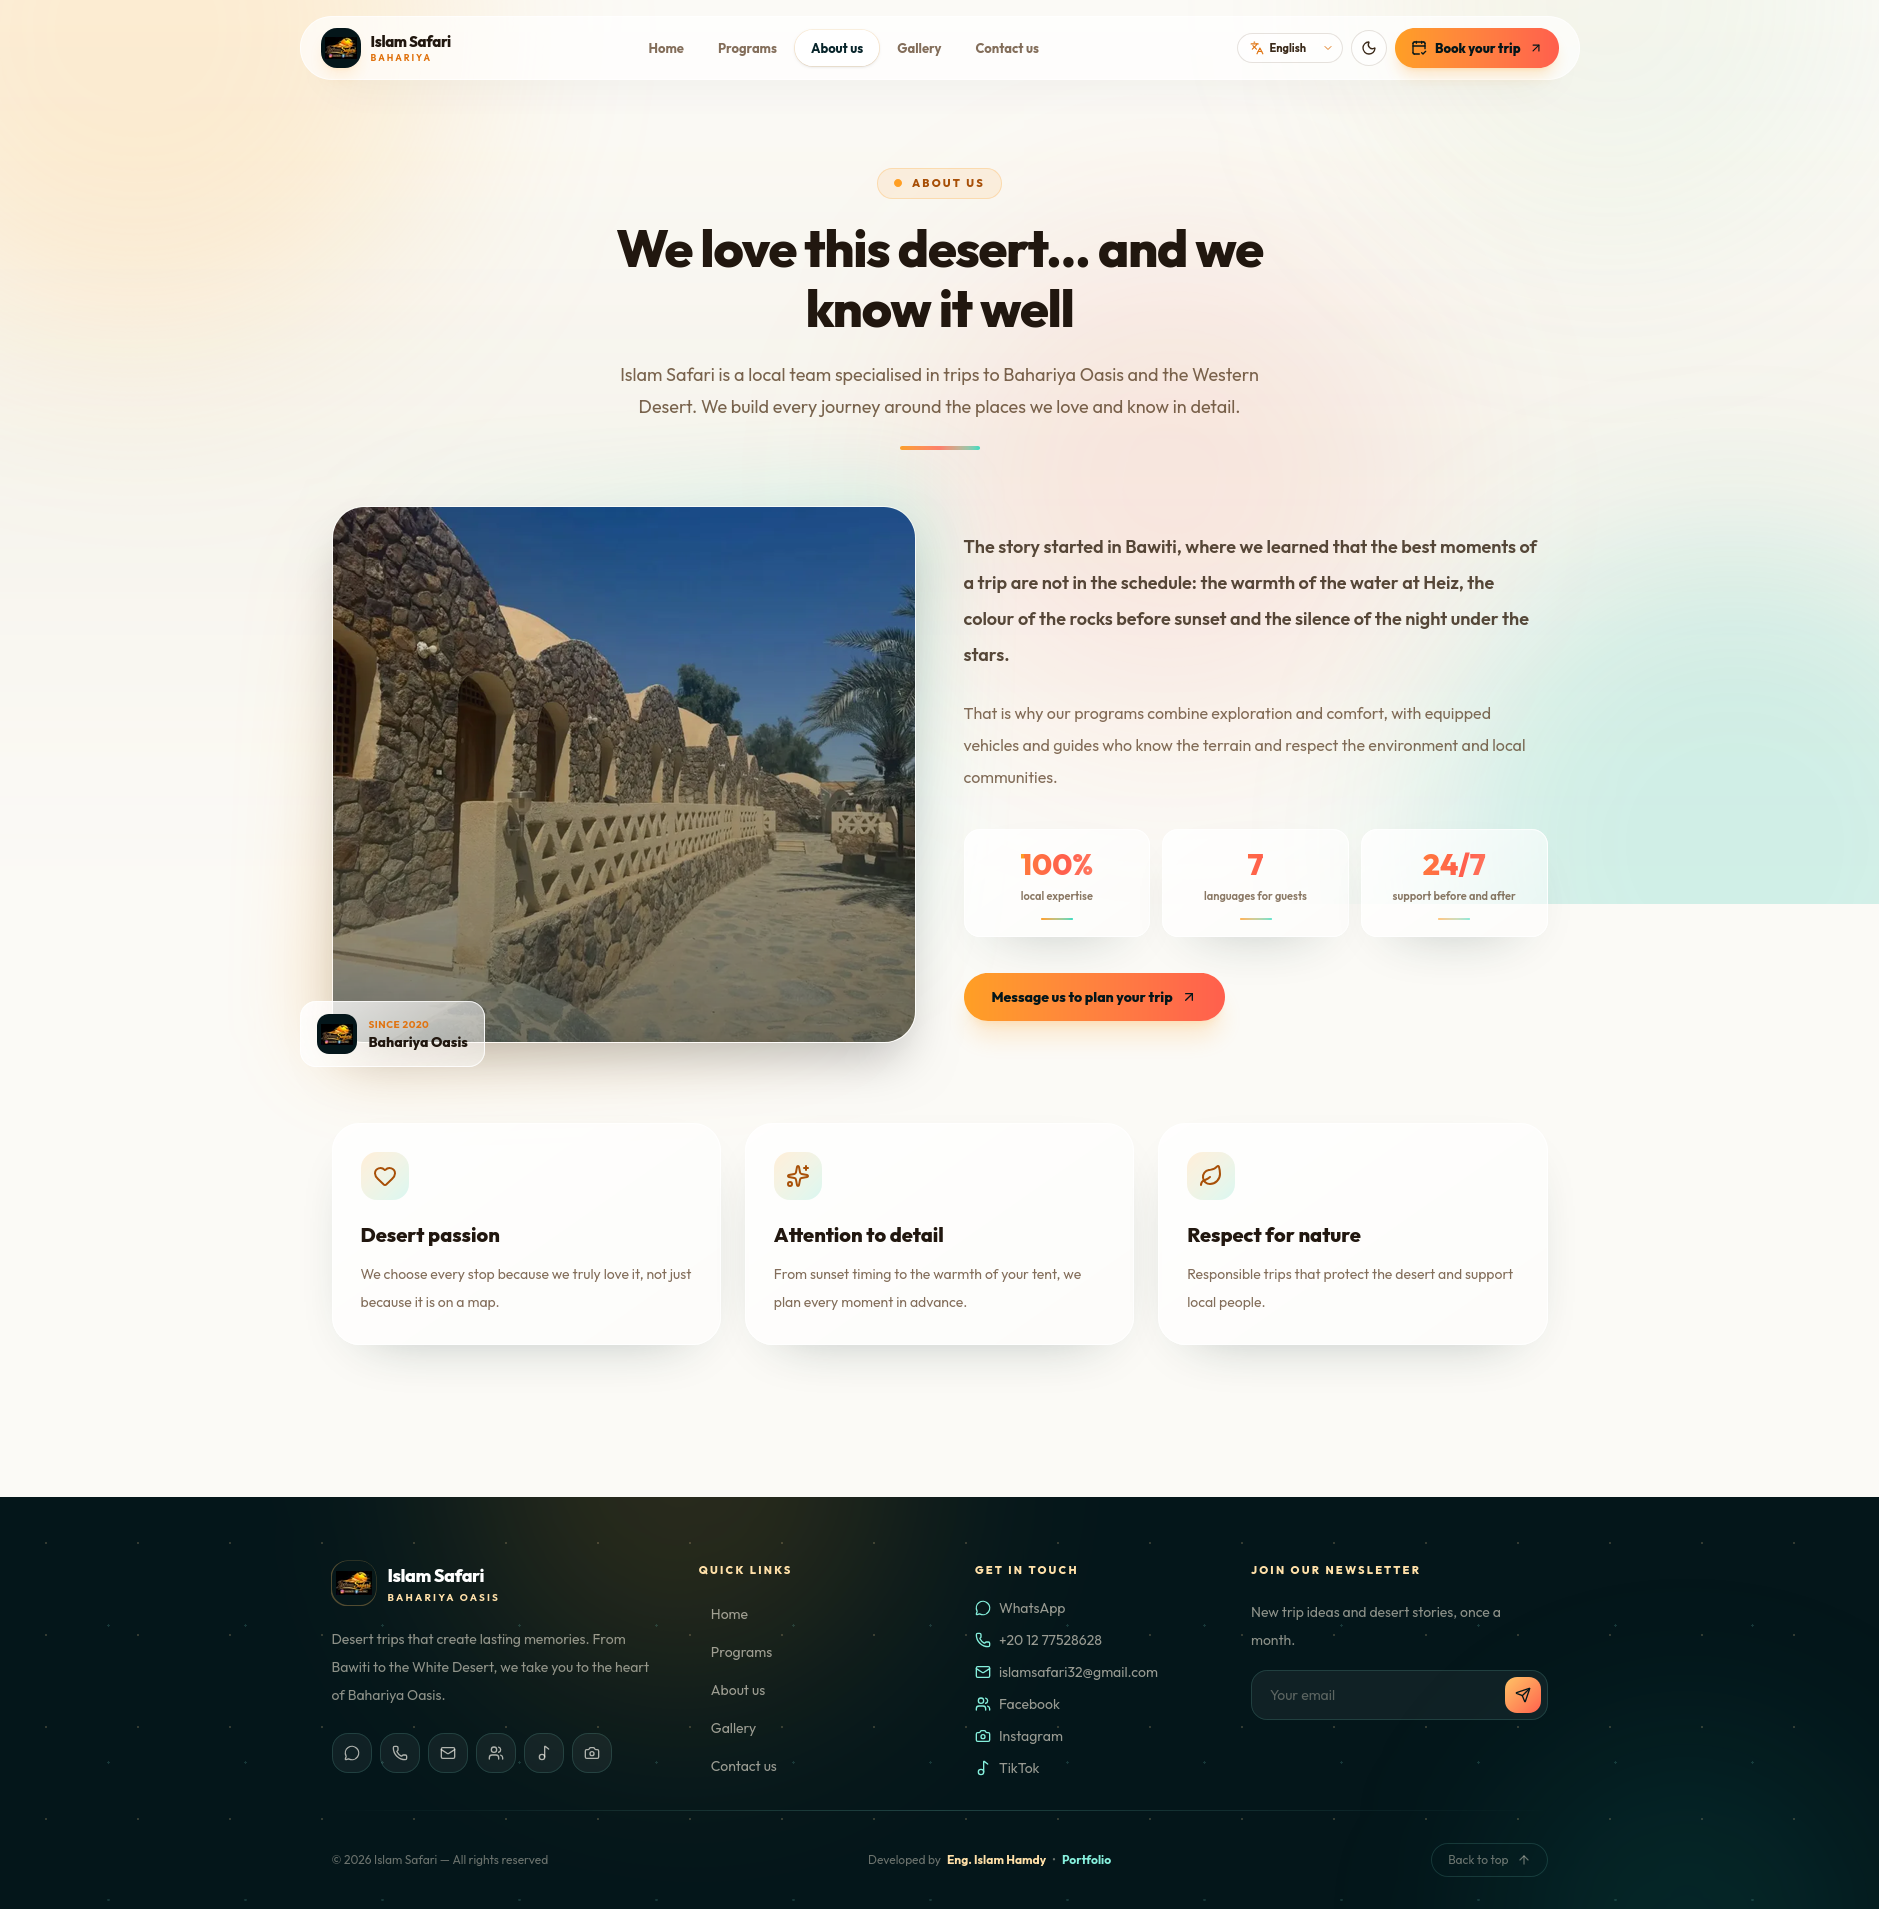 Islam Safari
BAHARIYA
Home
Programs
About us
Gallery
Contact us
English
Book your trip
ABOUT US
We love this desert... and we
know it well
Islam Safari is a local team specialised in trips to Bahariya Oasis and the Western
Desert. We build every journey around the places we love and know in detail.
The story started in Bawiti, where we learned that the best moments of
a trip are not in the schedule: the warmth of the water at Heiz, the
colour of the rocks before sunset and the silence of the night under the
stars.
That is why our programs combine exploration and comfort, with equipped
vehicles and guides who know the terrain and respect the environment and local
communities.
100%
local expertise
7
languages for guests
24/7
support before and after
Message us to plan your trip
SINCE 2020
Bahariya Oasis
Desert passion
We choose every stop because we truly love it, not just
because it is on a map.
Attention to detail
From sunset timing to the warmth of your tent, we
plan every moment in advance.
Respect for nature
Responsible trips that protect the desert and support
local people.
Islam Safari
BAHARIYA OASIS
Desert trips that create lasting memories. From
Bawiti to the White Desert, we take you to the heart
of Bahariya Oasis.
QUICK LINKS
Home
Programs
About us
Gallery
Contact us
GET IN TOUCH
WhatsApp
+20 12 77528628
islamsafari32@gmail.com
Facebook
Instagram
TikTok
JOIN OUR NEWSLETTER
New trip ideas and desert stories, once a
month.
Your email
© 2026 Islam Safari — All rights reserved
Developed by Eng. Islam Hamdy • Portfolio
Back to top